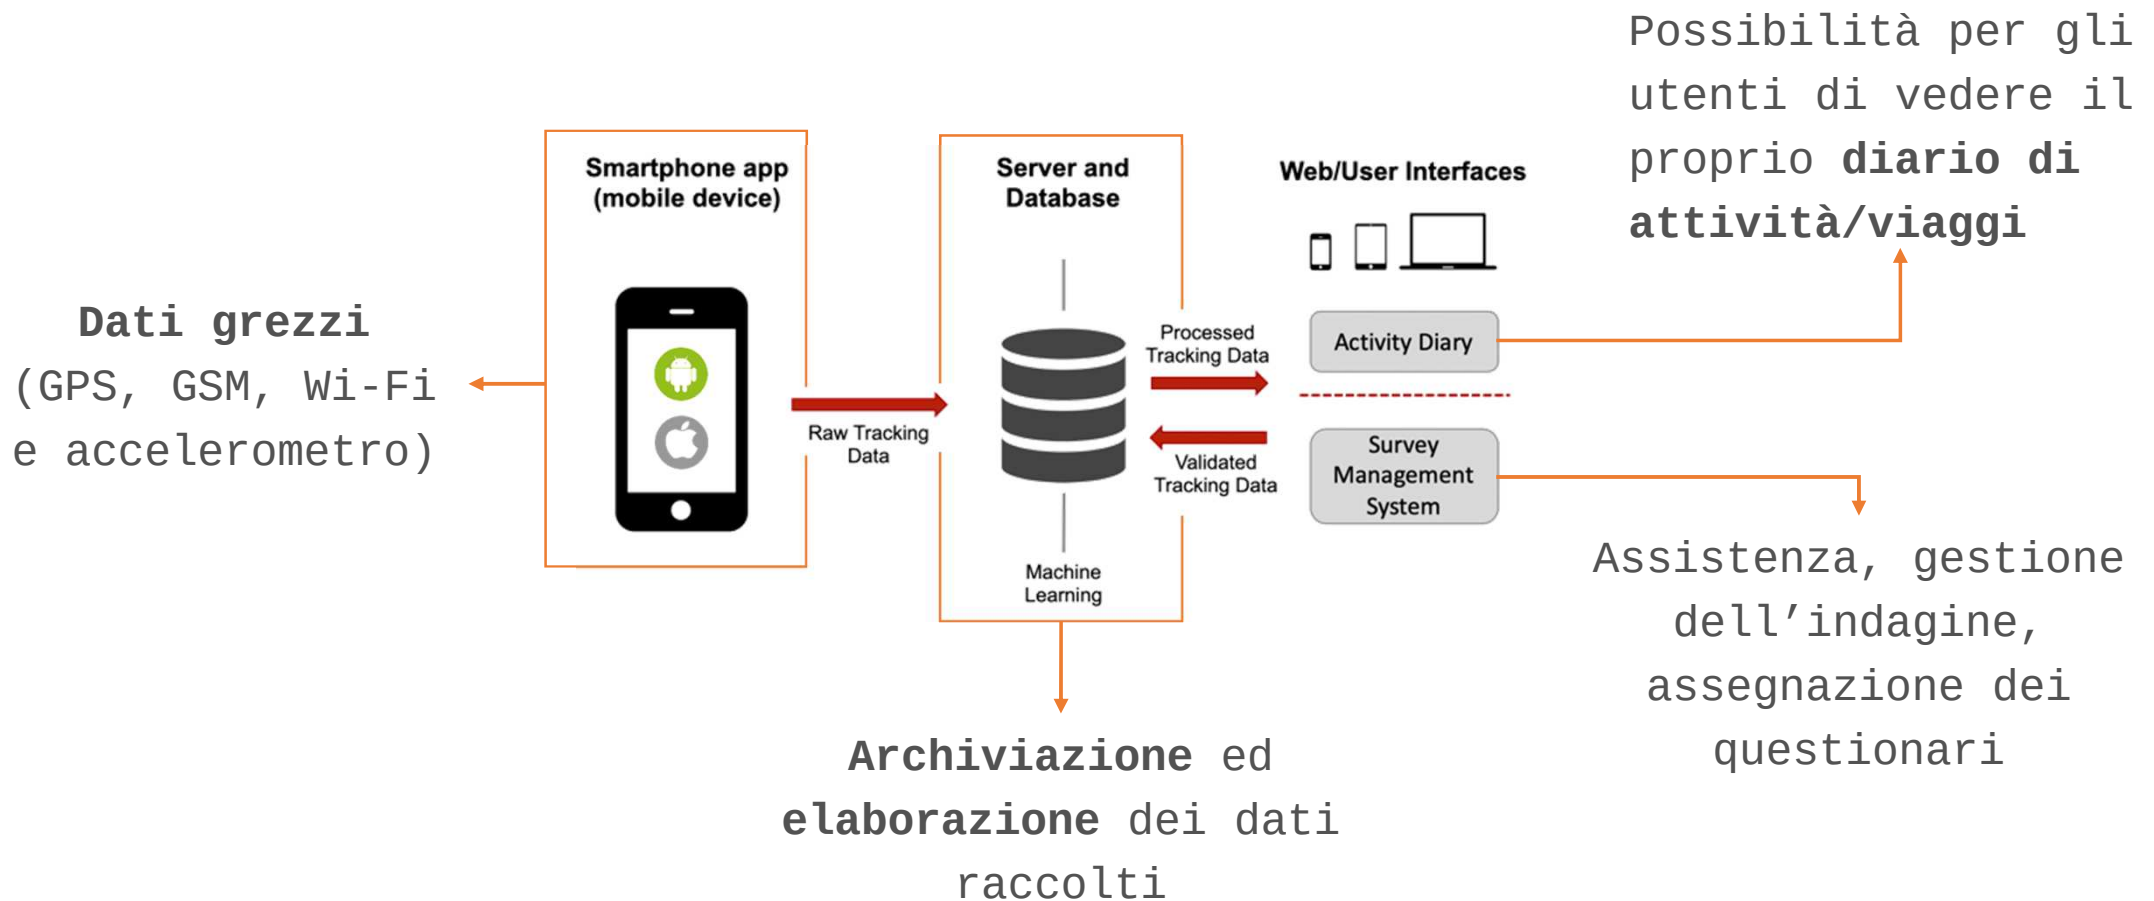 Possibilità per gli
utenti di vedere il
proprio diario di
attività/viaggi
Smartphone app
(mobile device)
Server and
Database
Web/User Interfaces
Dati grezzi
(GPS, GSM, Wi-Fi
e accelerometro)
Raw Tracking
Data
Processed
Tracking Data
Validated
Tracking Data
Activity Diary
Survey
Management
System
Machine
Learning
Assistenza, gestione
dell’indagine,
assegnazione dei
questionari
Archiviazione ed
elaborazione dei dati
raccolti